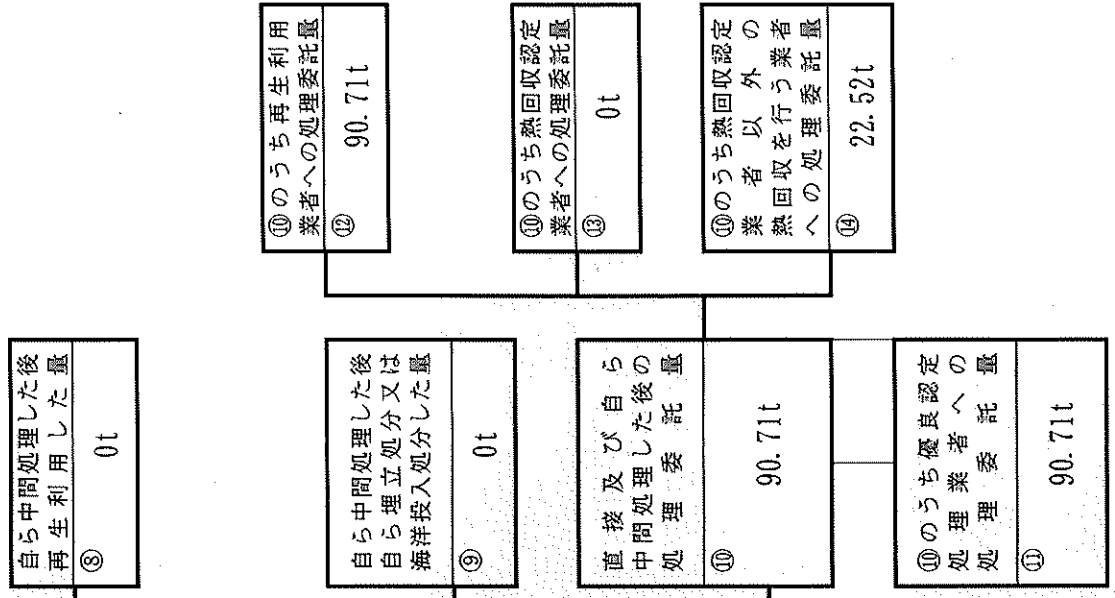 自ら中間処理した後
再生利用した量
⑧
0t
自ら中間処理した後
自ら埋立処分又は
海洋投入処分した量
⑨
0t
直接及び自ら
中間処理した後の
処理委託量
⑩
90.71t
⑩のうち優良認定
処理業者への
処理委託量
⑪
90.71t
⑩のうち再生利用
業者への処理委託量
⑫
90.71t
⑩のうち熱回収認定
業者への処理委託量
⑬
0t
⑩のうち熱回収認定
業者以外の
熱回収を行う業者
への処理委託量
⑭
22.52t